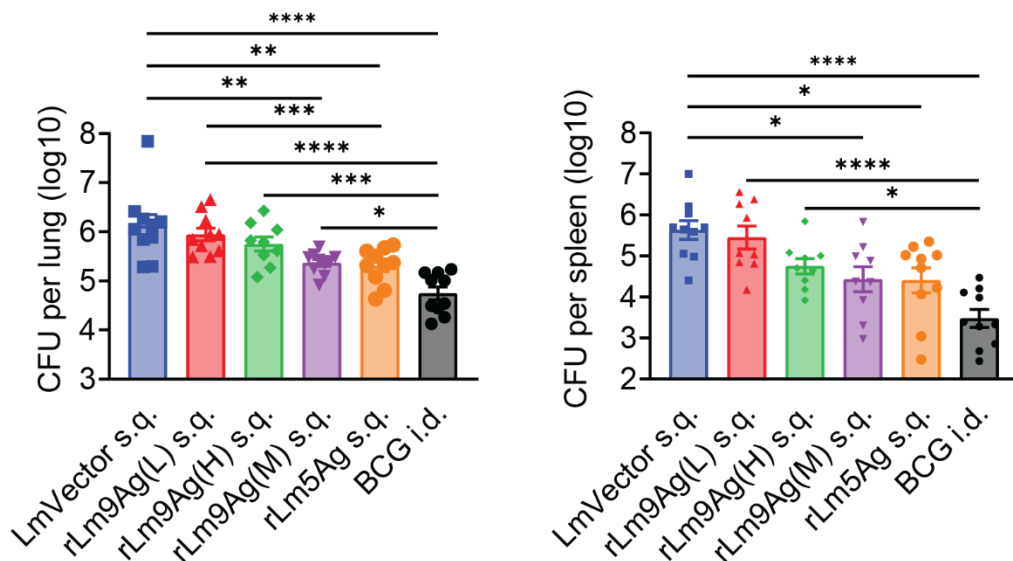 ****
**
**
***
****
***
*
CFU per lung (log10)
8
7
6
5
4
3
LmVector s.q.
rLm9Ag(L) s.q.
rLm9Ag(H) s.q.
rLm9Ag(M) s.q.
rLm5Ag s.q.
BCG i.d.
****
*
*
****
*
CFU per spleen (log10)
8
7
6
5
4
3
2
LmVector s.q.
rLm9Ag(L) s.q.
rLm9Ag(H) s.q.
rLm9Ag(M) s.q.
rLm5Ag s.q.
BCG i.d.